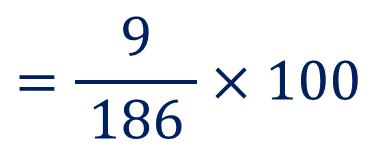 = 9/186 × 100